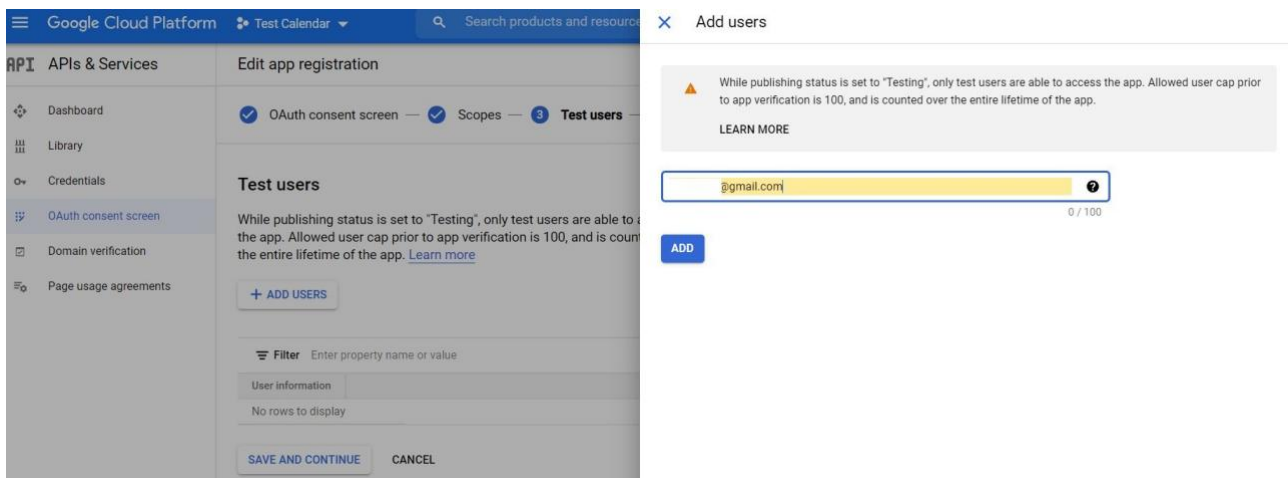 Google Cloud Platform
Test Calendar
Search products and resource
API APIs & Services
Dashboard
Library
Credentials
OAuth consent screen
Domain verification
Page usage agreements
Edit app registration
OAuth consent screen — Scopes — 3 Test users —
Test users
While publishing status is set to "Testing", only test users are able to a
the app. Allowed user cap prior to app verification is 100, and is count
the entire lifetime of the app. Learn more
+ ADD USERS
Filter Enter property name or value
User information
No rows to display
SAVE AND CONTINUE CANCEL
Add users
While publishing status is set to "Testing", only test users are able to access the app. Allowed user cap prior
to app verification is 100, and is counted over the entire lifetime of the app.
LEARN MORE
@gmail.com
0 / 100
ADD